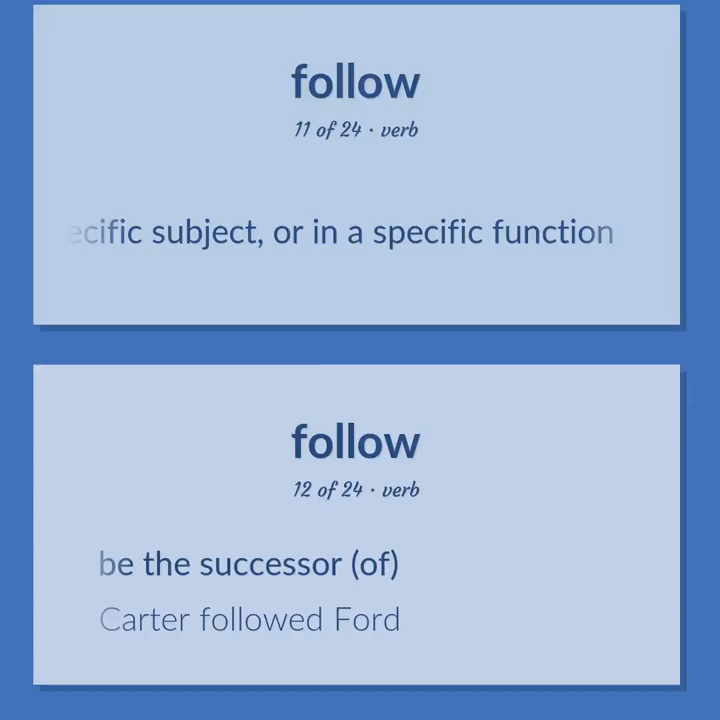 follow
11 of 24 · verb
ecific subject, or in a specific function
follow
12 of 24 · verb
be the successor (of)
Carter followed Ford